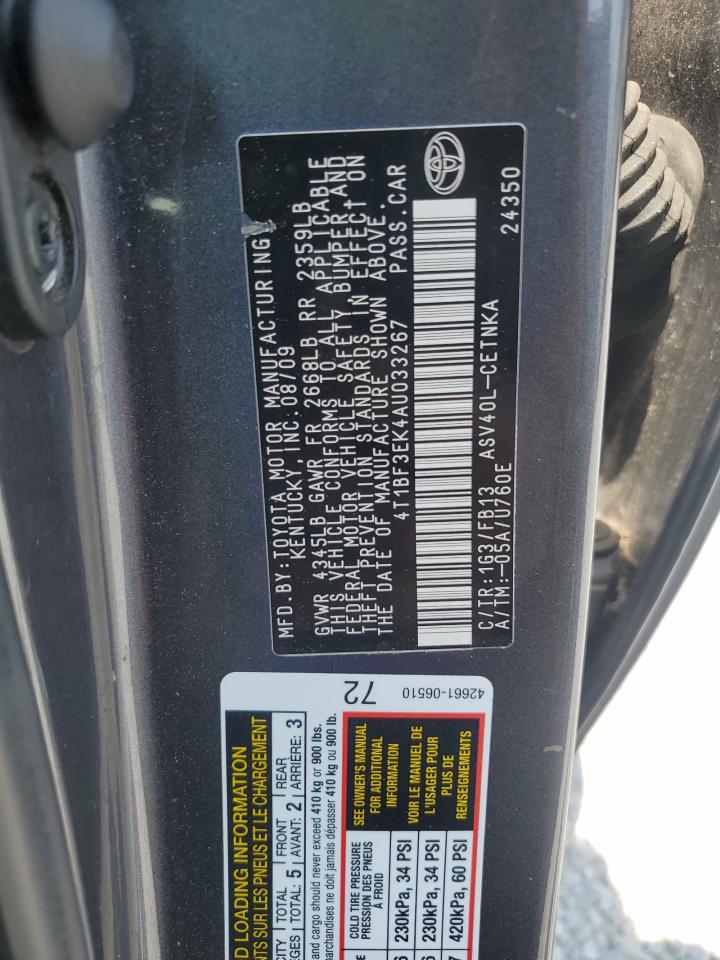 MFD.BY:TOYOTA MOTOR MANUFACTURING
KENTUCKY, INC. 08/09
GVWR 4345LB GAWR FR 2668LB RR 2359LB
THIS VEHICLE CONFORMS TO ALL APPLICABLE
FEDERAL MOTOR VEHICLE SAFETY, BUMPER, AND
THEFT PREVENTION STANDARDS IN EFFECT ON
THE DATE OF MANUFACTURE SHOWN ABOVE.
4T1BF3EK4AU033267 PASS.CAR
C/TR:1G3/FB13 ASV40L-CETNKA
A/TM:-05A/U760E 24350
72
42661-06510
LOADING INFORMATION
SUR LES PNEUS ET LE CHARGEMENT
TOTAL FRONT REAR
TOTAL: 5 AVANT: 2 ARRIÈRE: 3
and cargo should never exceed 410 kg or 900 lbs.
ne doit jamais dépasser 410 kg ou 900 lb.
COLD TIRE PRESSURE
PRESSION DES PNEUS
À FROID
230kPa, 34 PSI
230kPa, 34 PSI
420kPa, 60 PSI
SEE OWNER'S MANUAL
FOR ADDITIONAL
INFORMATION
VOIR LE MANUEL DE
L'USAGER POUR
PLUS DE
RENSEIGNEMENTS